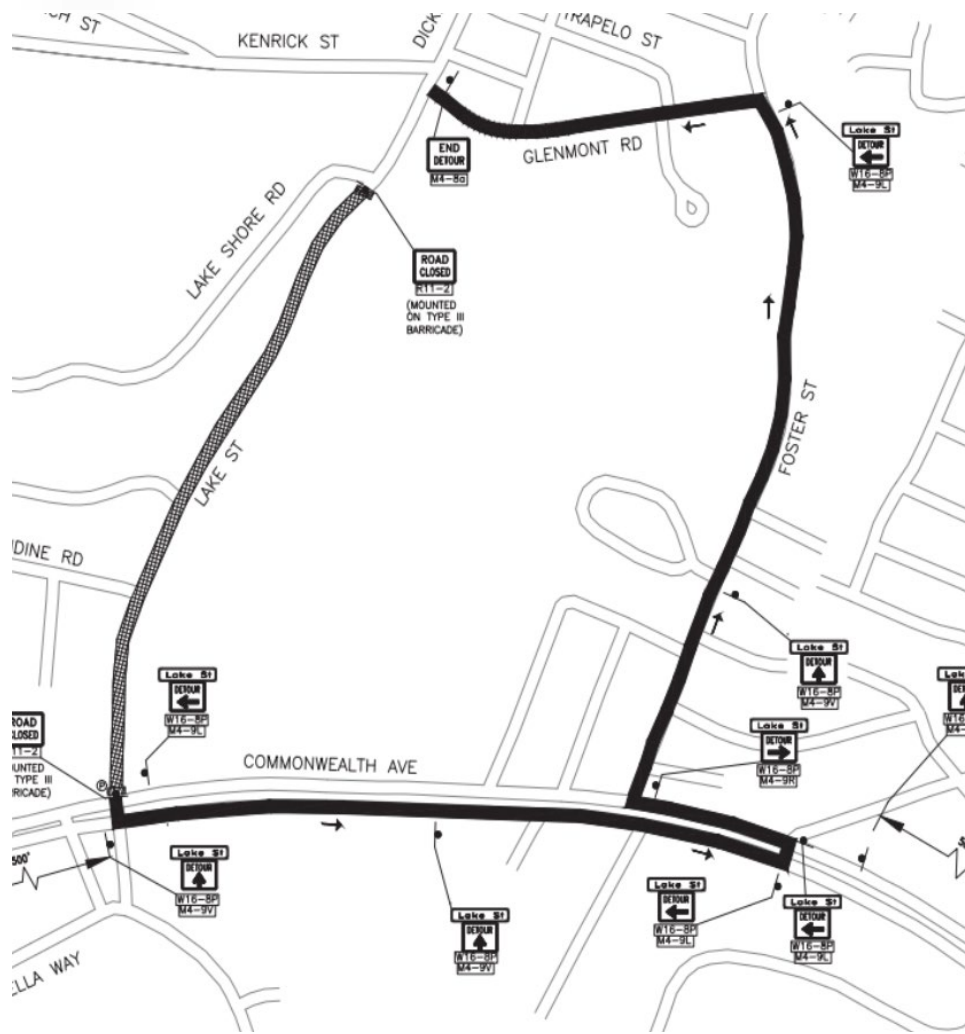 CH ST
KENRICK ST
DICK
TRAPELO ST
GLENMONT RD
END
DETOUR
M4-8a
Lake St
DETOUR
W16-8P
M4-9L
LAKE SHORE RD
ROAD
CLOSED
R11-2
(MOUNTED
ON TYPE III
BARRICADE)
FOSTER ST
LAKE ST
DINE RD
Lake St
DETOUR
W16-8P
M4-9L
Lake St
DETOUR
W16-8P
M4-9V
Lake St
DETOUR
W16-8P
M4-9R
ROAD
CLOSED
11-2
UNTED
TYPE III
RICADE)
P
COMMONWEALTH AVE
500'
Lake St
DETOUR
W16-8P
M4-9V
Lake St
DETOUR
W16-8P
M4-9V
Lake St
DETOUR
W16-8P
M4-9L
Lake St
DETOUR
W16-8P
M4-9L
ELLA WAY